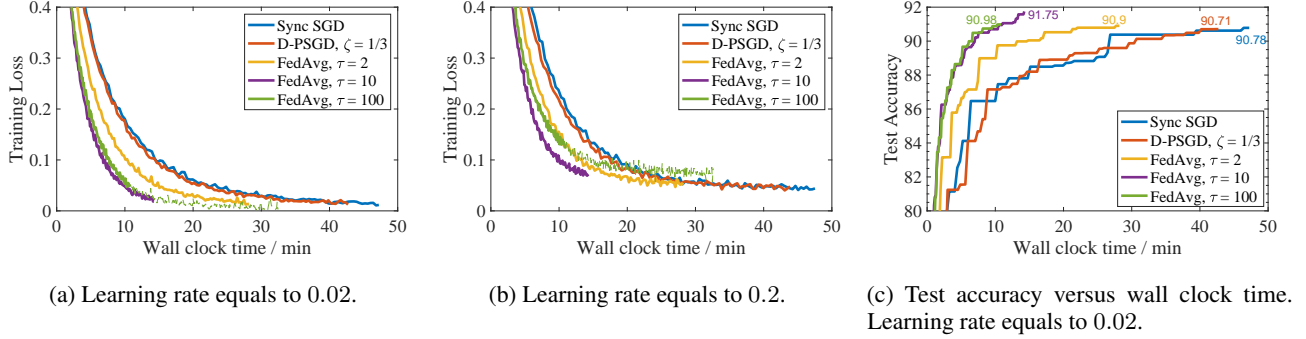 0.4
0.3
0.2
0.1
0
Training Loss
0
10
20
30
40
50
Wall clock time / min
Sync SGD
D-PSGD, ζ = 1/3
FedAvg, τ = 2
FedAvg, τ = 10
FedAvg, τ = 100
(a) Learning rate equals to 0.02.
0.4
0.3
0.2
0.1
0
Training Loss
0
10
20
30
40
50
Wall clock time / min
Sync SGD
D-PSGD, ζ = 1/3
FedAvg, τ = 2
FedAvg, τ = 10
FedAvg, τ = 100
(b) Learning rate equals to 0.2.
92
90
88
86
84
82
80
Test Accuracy
90.98
91.75
90.9
90.71
90.78
0
10
20
30
40
50
Wall clock time / min
Sync SGD
D-PSGD, ζ = 1/3
FedAvg, τ = 2
FedAvg, τ = 10
FedAvg, τ = 100
(c) Test accuracy versus wall clock time.
Learning rate equals to 0.02.